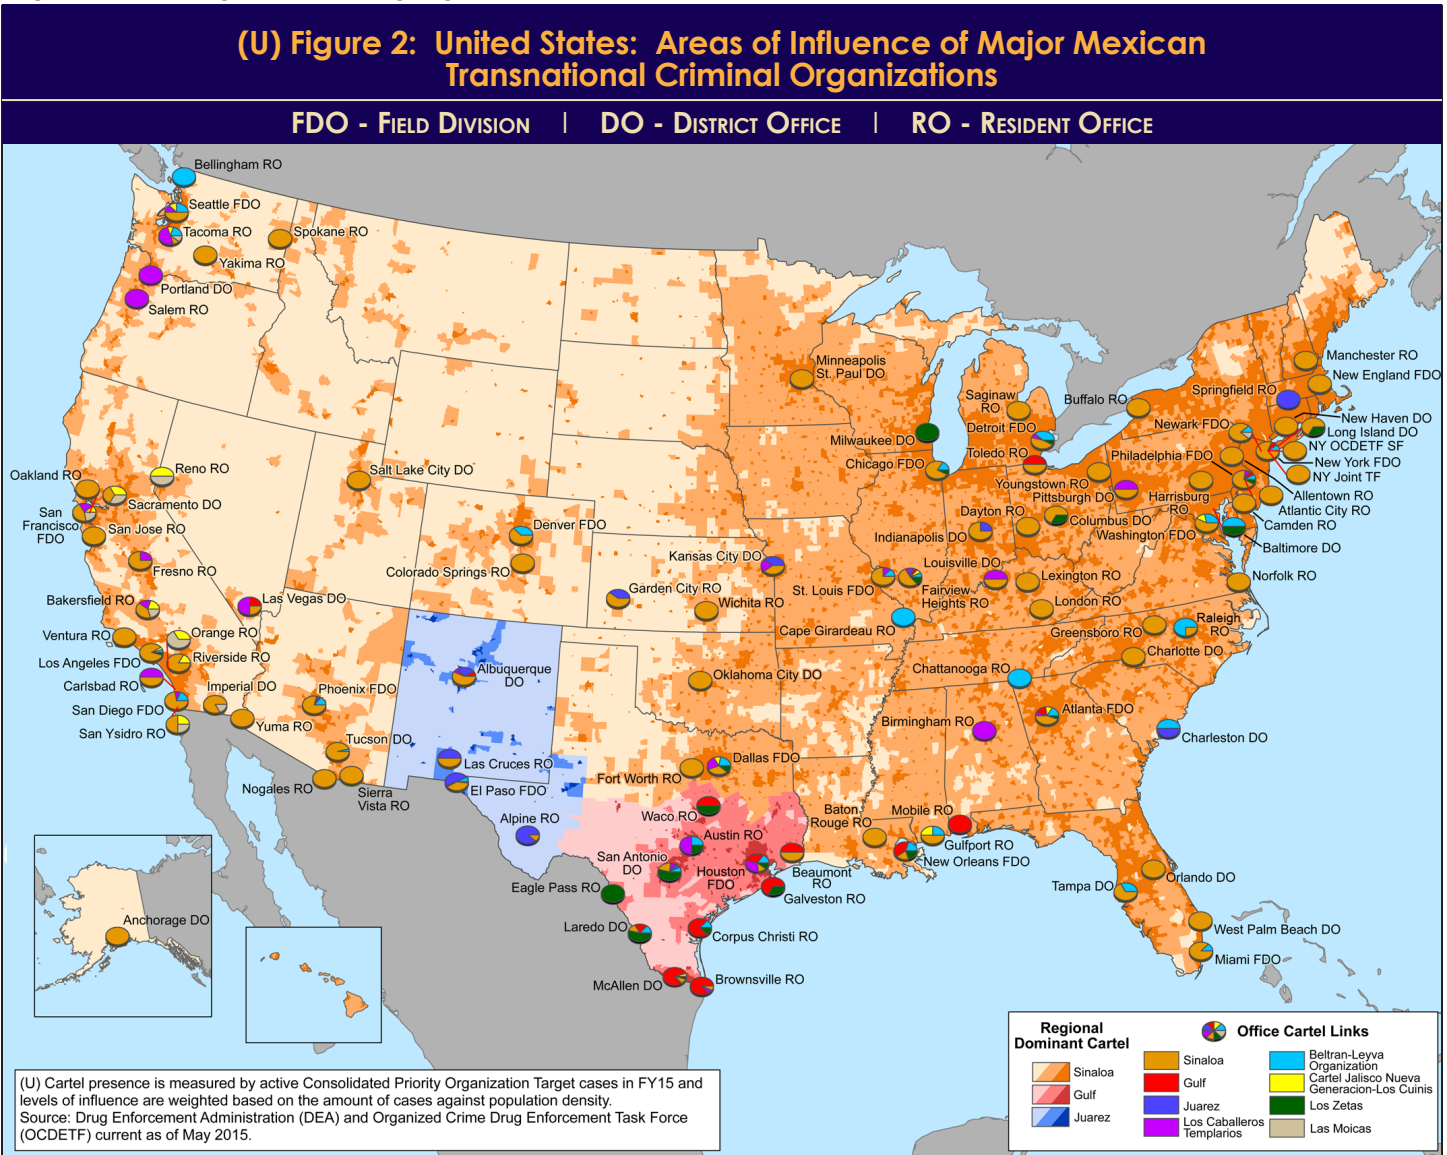 (U) Figure 2: United States: Areas of Influence of Major Mexican
Transnational Criminal Organizations
FDO - Field Division | DO - District Office | RO - Resident Office
Bellingham RO
Seattle FDO
Tacoma RO
Spokane RO
Yakima RO
Portland DO
Salem RO
Minneapolis
St. Paul DO
Manchester RO
New England FDO
Springfield RO
Saginaw
RO
Buffalo RO
New Haven DO
Newark FDO
Detroit FDO
Long Island DO
Milwaukee DO
NY OCDETF SF
Toledo RO
Philadelphia FDO
New York FDO
Chicago FDO
NY Joint TF
Oakland RO
Reno RO
Salt Lake City DO
Youngstown RO
Pittsburgh DO
Harrisburg
RO
Allentown RO
Sacramento DO
Atlantic City RO
San
Francisco
FDO
San Jose RO
Denver FDO
Dayton RO
Columbus DO
Camden RO
Indianapolis DO
Washington FDO
Baltimore DO
Kansas City DO
Louisville DO
Fresno RO
Colorado Springs RO
Lexington RO
Norfolk RO
Garden City RO
St. Louis FDO
Fairview
Heights RO
Bakersfield RO
Las Vegas DO
Wichita RO
London RO
Raleigh
RO
Cape Girardeau RO
Greensboro RO
Ventura RO
Orange RO
Charlotte DO
Los Angeles FDO
Riverside RO
Albuquerque
DO
Chattanooga RO
Oklahoma City DO
Carlsbad RO
Imperial DO
Phoenix FDO
San Diego FDO
Atlanta FDO
Birmingham RO
San Ysidro RO
Yuma RO
Charleston DO
Tucson DO
Las Cruces RO
Dallas FDO
Fort Worth RO
Nogales RO
Sierra
Vista RO
El Paso FDO
Alpine RO
Waco RO
Baton
Rouge RO
Mobile RO
Austin RO
Gulfport RO
San Antonio
DO
Houston
FDO
Beaumont
RO
New Orleans FDO
Eagle Pass RO
Galveston RO
Orlando DO
Tampa DO
Laredo DO
Corpus Christi RO
Anchorage DO
West Palm Beach DO
Miami FDO
McAllen DO
Brownsville RO
Regional
Dominant Cartel
Sinaloa
Gulf
Juarez
Office Cartel Links
Sinaloa
Gulf
Juarez
Los Caballeros
Templarios
Beltran-Leyva
Organization
Cartel Jalisco Nueva
Generacion-Los Cuinis
Los Zetas
Las Moicas
(U) Cartel presence is measured by active Consolidated Priority Organization Target cases in FY15 and
levels of influence are weighted based on the amount of cases against population density.
Source: Drug Enforcement Administration (DEA) and Organized Crime Drug Enforcement Task Force
(OCDETF) current as of May 2015.